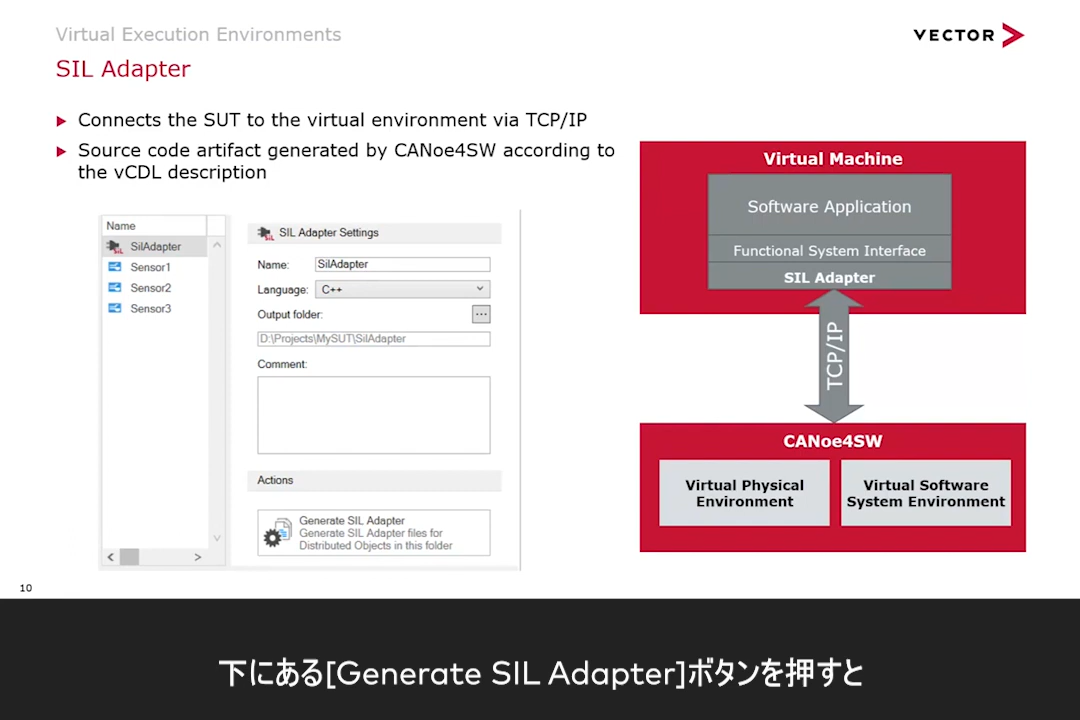 Virtual Execution Environments
VECTOR
SIL Adapter
Connects the SUT to the virtual environment via TCP/IP
Source code artifact generated by CANoe4SW according to
the vCDL description
Name
SilAdapter
Sensor1
Sensor2
Sensor3
SIL Adapter Settings
Name: SilAdapter
Language: C++
Output folder: ...
D:\Projects\MySUT\SilAdapter
Comment:
Actions
Generate SIL Adapter
Generate SIL Adapter files for
Distributed Objects in this folder
Virtual Machine
Software Application
Functional System Interface
SIL Adapter
TCP/IP
CANoe4SW
Virtual Physical
Environment
Virtual Software
System Environment
10
下にある[Generate SIL Adapter]ボタンを押すと